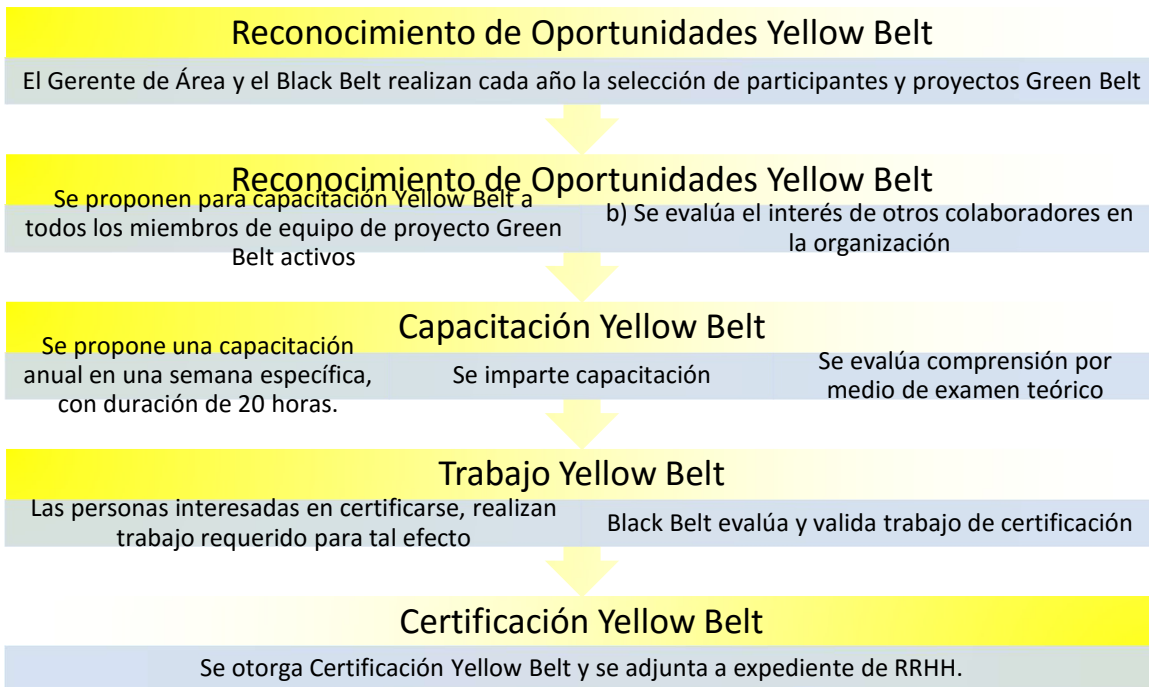 Reconocimiento de Oportunidades Yellow Belt
El Gerente de Área y el Black Belt realizan cada año la selección de participantes y proyectos Green Belt
Reconocimiento de Oportunidades Yellow Belt
Se proponen para capacitación Yellow Belt a
todos los miembros de equipo de proyecto Green
Belt activos
b) Se evalúa el interés de otros colaboradores en
la organización
Capacitación Yellow Belt
Se propone una capacitación
anual en una semana específica,
con duración de 20 horas.
Se imparte capacitación
Se evalúa comprensión por
medio de examen teórico
Trabajo Yellow Belt
Las personas interesadas en certificarse, realizan
trabajo requerido para tal efecto
Black Belt evalúa y valida trabajo de certificación
Certificación Yellow Belt
Se otorga Certificación Yellow Belt y se adjunta a expediente de RRHH.